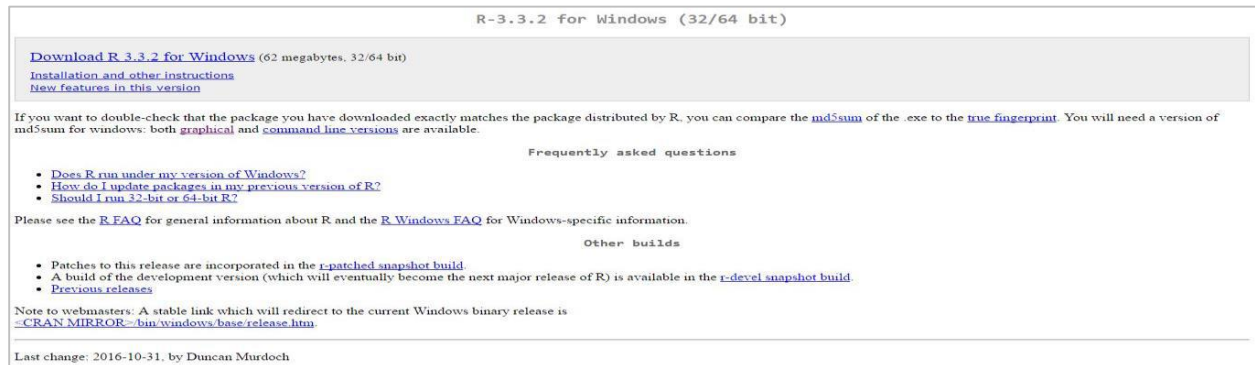 R-3.3.2 for Windows (32/64 bit)
Download R 3.3.2 for Windows (62 megabytes, 32/64 bit)
Installation and other instructions
New features in this version
If you want to double-check that the package you have downloaded exactly matches the package distributed by R, you can compare the md5sum of the .exe to the true fingerprint. You will need a version of
md5sum for windows: both graphical and command line versions are available.
Frequently asked questions
• Does R run under my version of Windows?
• How do I update packages in my previous version of R?
• Should I run 32-bit or 64-bit R?
Please see the R FAQ for general information about R and the R Windows FAQ for Windows-specific information.
Other builds
• Patches to this release are incorporated in the r-patched snapshot build.
• A build of the development version (which will eventually become the next major release of R) is available in the r-devel snapshot build.
• Previous releases
Note to webmasters: A stable link which will redirect to the current Windows binary release is
<CRAN MIRROR>/bin/windows/base/release.htm.
Last change: 2016-10-31, by Duncan Murdoch